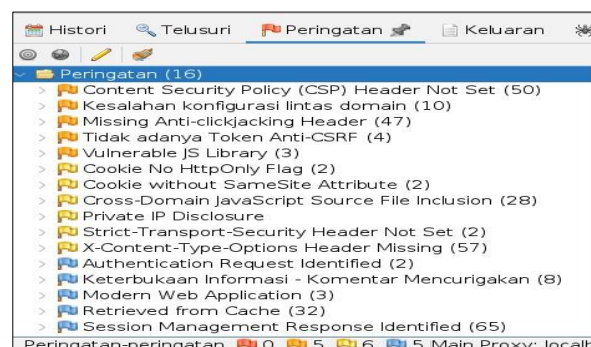 Histori Telusuri Peringatan Keluaran
Peringatan (16)
Content Security Policy (CSP) Header Not Set (50)
Kesalahan konfigurasi lintas domain (10)
Missing Anti-clickjacking Header (47)
Tidak adanya Token Anti-CSRF (4)
Vulnerable JS Library (3)
Cookie No HttpOnly Flag (2)
Cookie without SameSite Attribute (2)
Cross-Domain JavaScript Source File Inclusion (28)
Private IP Disclosure
Strict-Transport-Security Header Not Set (2)
X-Content-Type-Options Header Missing (57)
Authentication Request Identified (2)
Keterbukaan Informasi - Komentar Mencurigakan (8)
Modern Web Application (3)
Retrieved from Cache (32)
Session Management Response Identified (65)
Peringatan-peringatan 0 5 6 5 Main Proxy: localh